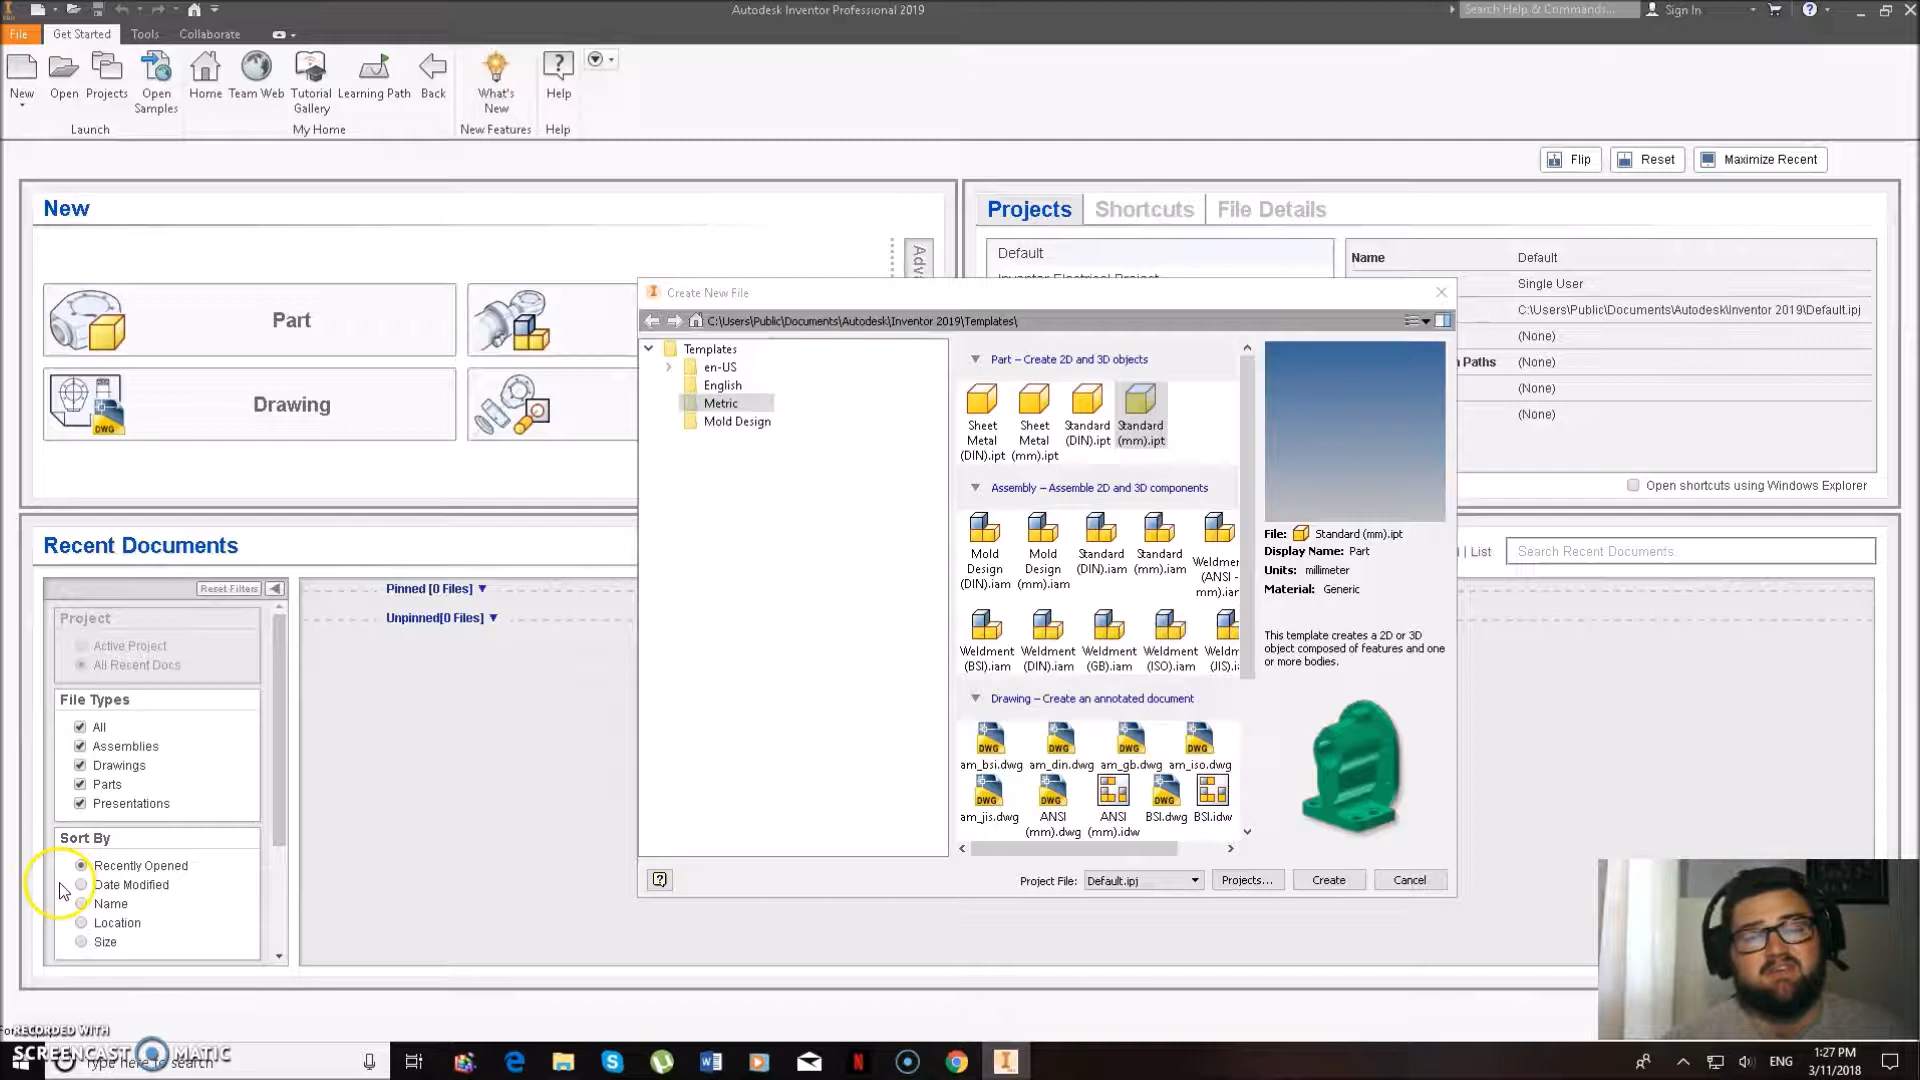 Autodesk Inventor Professional 2019
Search Help & Commands...
Sign In
File
Get Started
Tools
Collaborate
New
Open
Projects
Open
Samples
Home
Team Web
Tutorial
Gallery
Learning Path
Back
What's
New
Help
Launch
My Home
New Features
Help
Flip
Reset
Maximize Recent
New
Part
Drawing
Projects
Shortcuts
File Details
Default
Name
Default
Single User
C:\Users\Public\Documents\Autodesk\Inventor 2019\Default.ipj
(None)
(None)
(None)
(None)
Open shortcuts using Windows Explorer
Create New File
C:\Users\Public\Documents\Autodesk\Inventor 2019\Templates\
Templates
en-US
English
Metric
Mold Design
Part – Create 2D and 3D objects
Sheet
Metal
(DIN).ipt
Sheet
Metal
(mm).ipt
Standard
(DIN).ipt
Standard
(mm).ipt
Assembly – Assemble 2D and 3D components
Mold
Design
(DIN).iam
Mold
Design
(mm).iam
Standard
(DIN).iam
Standard
(mm).iam
Weldment
(ANSI -
mm).iam
Weldment
(BSI).iam
Weldment
(DIN).iam
Weldment
(GB).iam
Weldment
(ISO).iam
Drawing – Create an annotated document
am_bsi.dwg
am_din.dwg
am_gb.dwg
am_iso.dwg
am_jis.dwg
ANSI
(mm).dwg
ANSI
(mm).idw
BSI.dwg
BSI.idw
File: Standard (mm).ipt
Display Name: Part
Units: millimeter
Material: Generic
This template creates a 2D or 3D
object composed of features and one
or more bodies.
Project File:
Default.ipj
Projects...
Create
Cancel
Recent Documents
List
Search Recent Documents
Reset Filters
Project
Active Project
All Recent Docs
File Types
All
Assemblies
Drawings
Parts
Presentations
Sort By
Recently Opened
Date Modified
Name
Location
Size
Pinned [0 Files]
Unpinned[0 Files]
RECORDED WITH
SCREENCAST MATIC
Type here to search
ENG
1:27 PM
3/11/2018